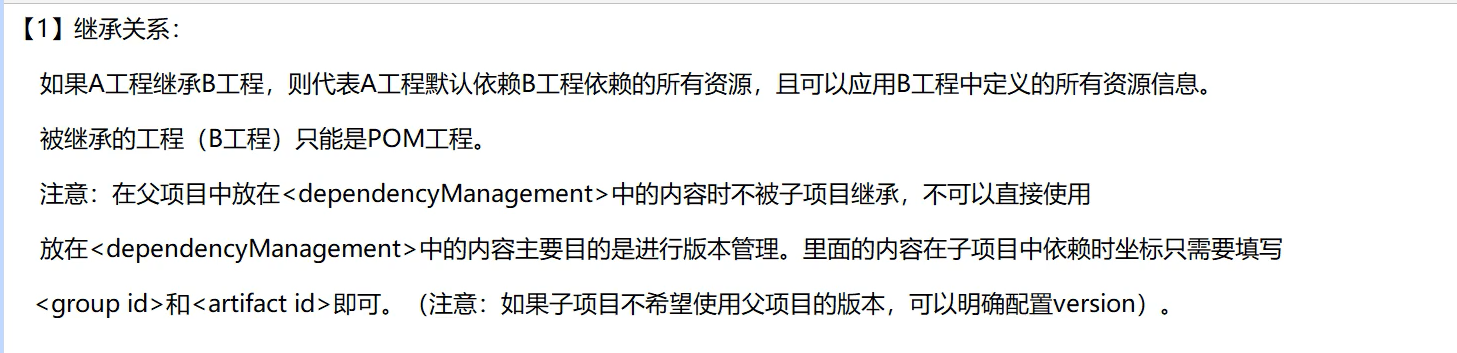 【1】继承关系：
如果A工程继承B工程，则代表A工程默认依赖B工程依赖的所有资源，且可以应用B工程中定义的所有资源信息。
被继承的工程（B工程）只能是POM工程。
注意：在父项目中放在<dependencyManagement>中的内容时不被子项目继承，不可以直接使用
放在<dependencyManagement>中的内容主要目的是进行版本管理。里面的内容在子项目中依赖时坐标只需要填写
<group id>和<artifact id>即可。（注意：如果子项目不希望使用父项目的版本，可以明确配置version）。